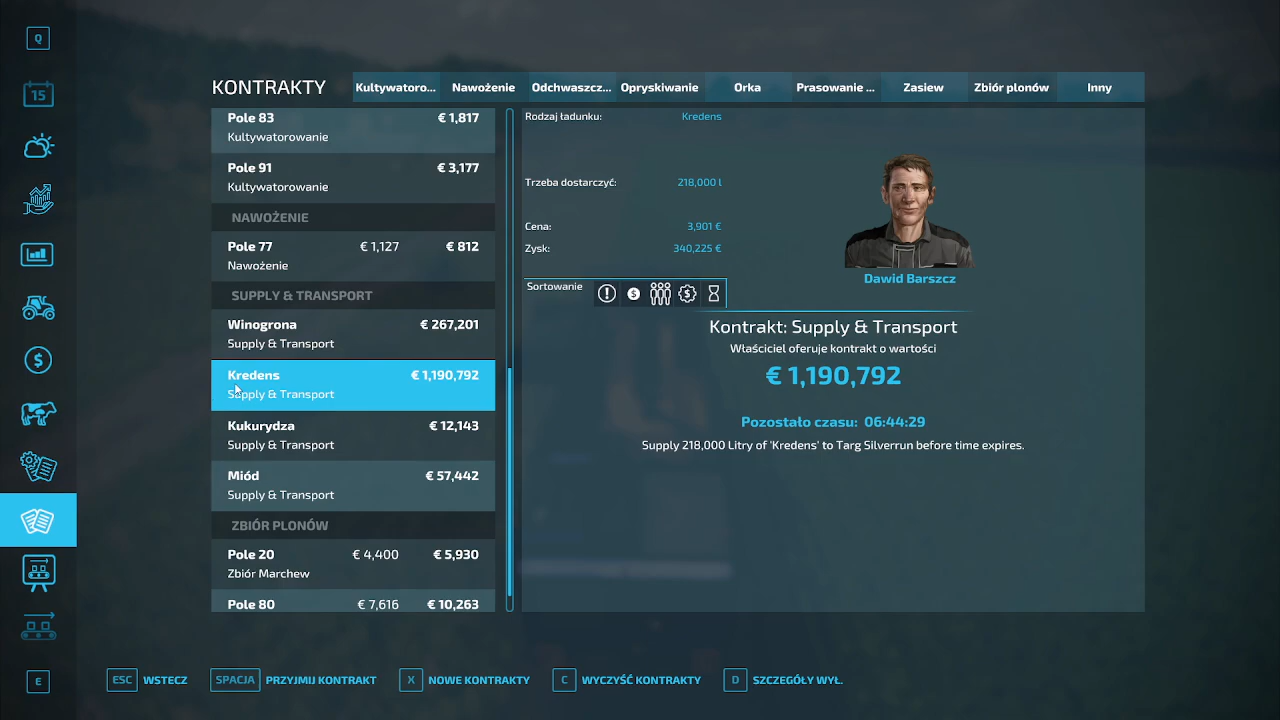 Q
KONTRAKTY
Kultywatoro... Nawożenie Odchwaszcz... Opryskiwanie Orka Prasowanie ... Zasiew Zbiór plonów Inny
15
Pole 83 € 1,817
Kultywatorowanie
Pole 91 € 3,177
Kultywatorowanie
NAWOŻENIE
Pole 77 € 1,127 € 812
Nawożenie
SUPPLY & TRANSPORT
Winogrona € 267,201
Supply & Transport
Kredens € 1,190,792
Supply & Transport
Kukurydza € 12,143
Supply & Transport
Miód € 57,442
Supply & Transport
ZBIÓR PLONÓW
Pole 20 € 4,400 € 5,930
Zbiór Marchew
Pole 80 € 7,616 € 10,263
Rodzaj ładunku: Kredens
Trzeba dostarczyć: 218,000 l
Cena: 3,901 €
Zysk: 340,225 €
Sortowanie
Dawid Barszcz
Kontrakt: Supply & Transport
Właściciel oferuje kontrakt o wartości
€ 1,190,792
Pozostało czasu: 06:44:29
Supply 218,000 Litry of 'Kredens' to Targ Silverrun before time expires.
E
ESC WSTECZ SPACJA PRZYJMIJ KONTRAKT X NOWE KONTRAKTY C WYCZYŚĆ KONTRAKTY D SZCZEGÓŁY WYŁ.